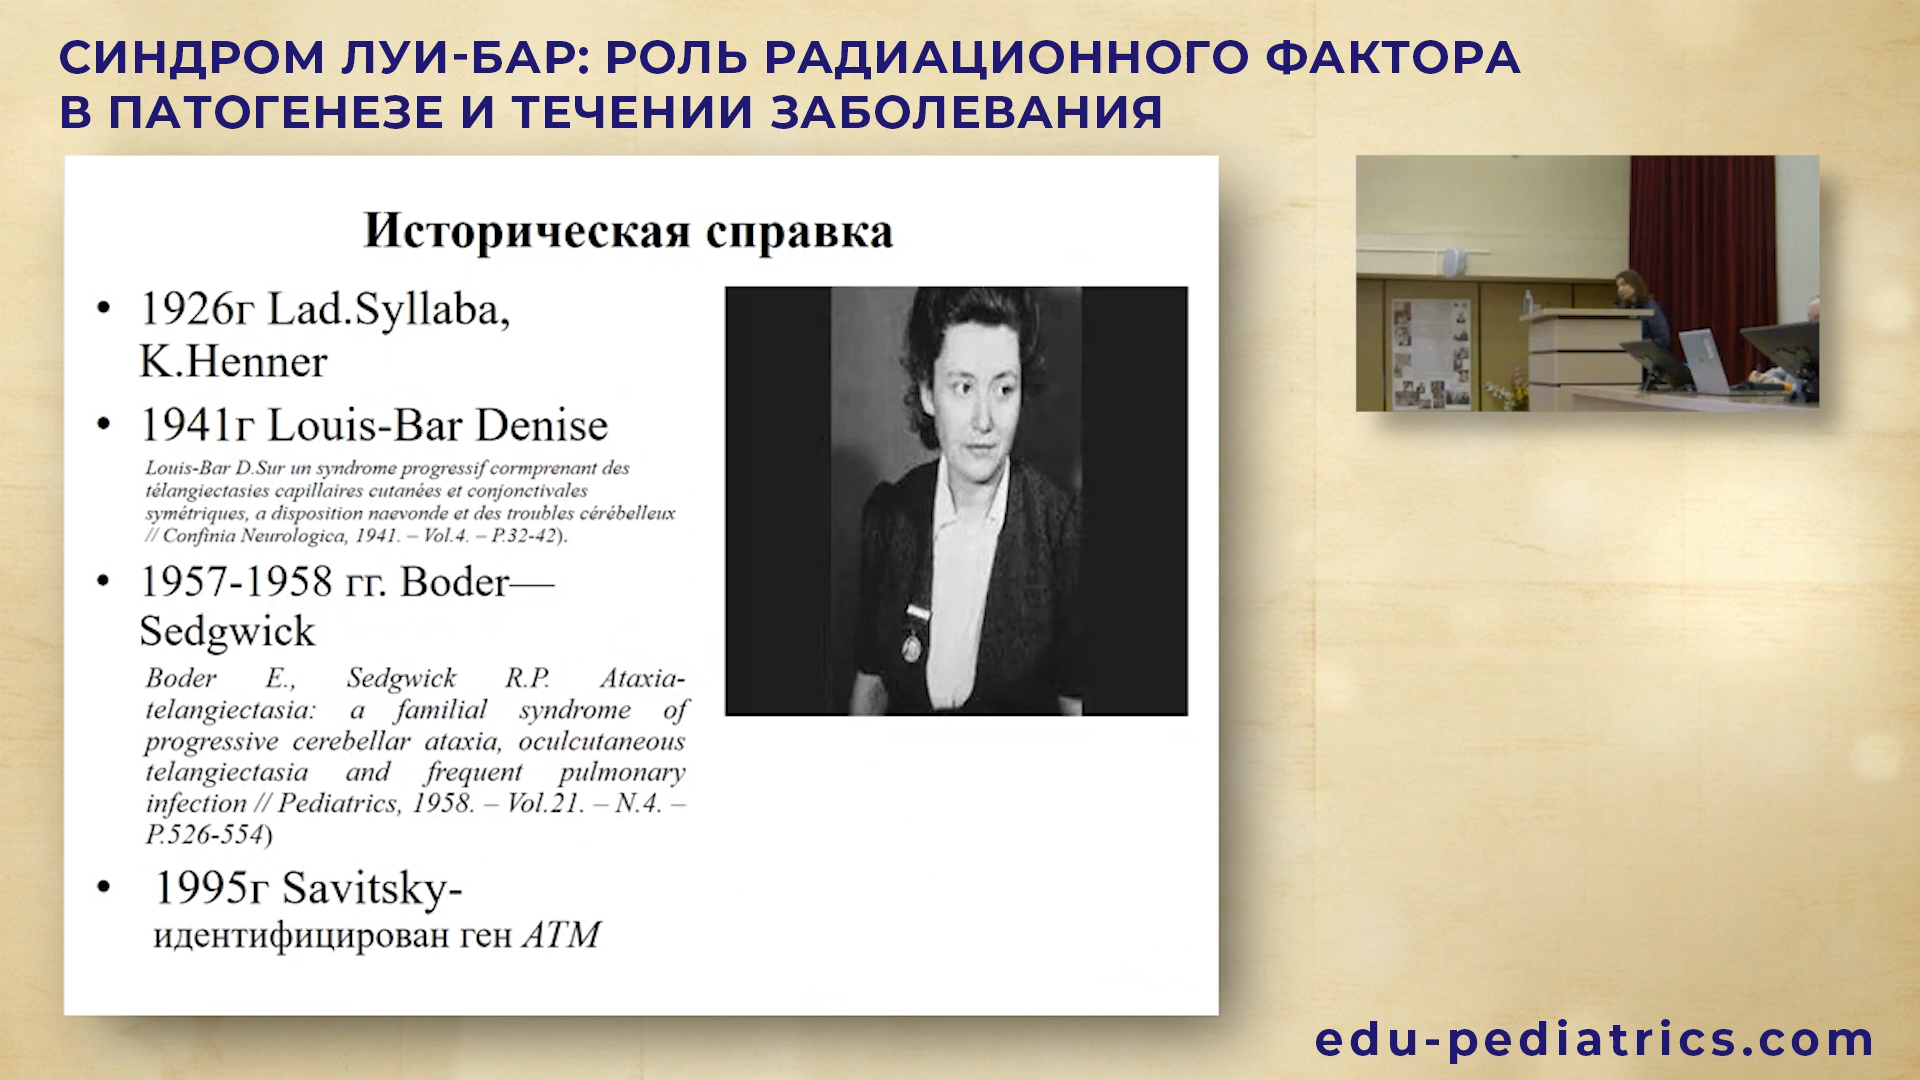 СИНДРОМ ЛУИ-БАР: РОЛЬ РАДИАЦИОННОГО ФАКТОРА
В ПАТОГЕНЕЗЕ И ТЕЧЕНИИ ЗАБОЛЕВАНИЯ
Историческая справка
• 1926г Lad.Syllaba,
K.Henner
• 1941г Louis-Bar Denise
Louis-Bar D.Sur un syndrome progressif cormprenant des
télangiectasies capillaires cutanées et conjonctivales
symétriques, a disposition naevonde et des troubles cérébelleux
// Confinia Neurologica, 1941. – Vol.4. – P.32-42).
• 1957-1958 гг. Boder—
Sedgwick
Boder E., Sedgwick R.P. Ataxia-
telangiectasia: a familial syndrome of
progressive cerebellar ataxia, oculcutaneous
telangiectasia and frequent pulmonary
infection // Pediatrics, 1958. – Vol.21. – N.4. –
P.526-554)
• 1995г Savitsky-
идентифицирован ген ATM
edu-pediatrics.com